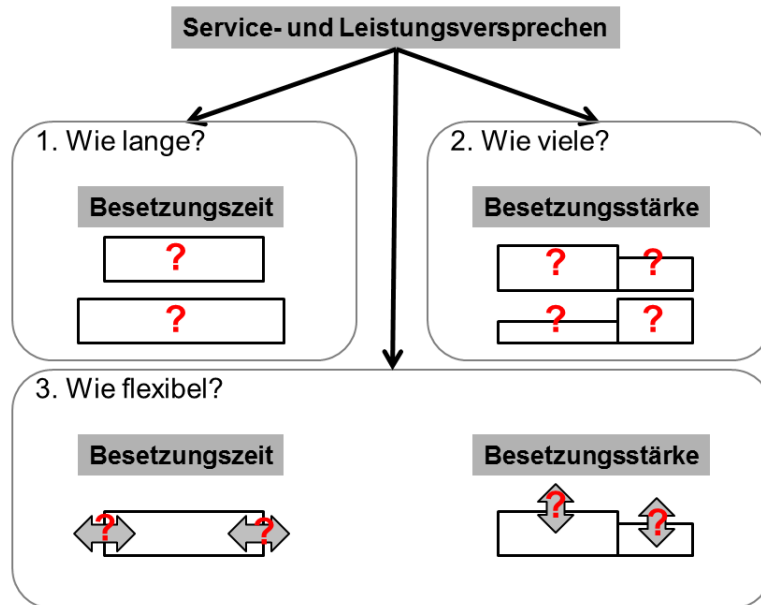 Service- und Leistungsversprechen
1. Wie lange?
Besetzungszeit
?
?
2. Wie viele?
Besetzungsstärke
? ?
? ?
3. Wie flexibel?
Besetzungszeit
? ?
Besetzungsstärke
? ?